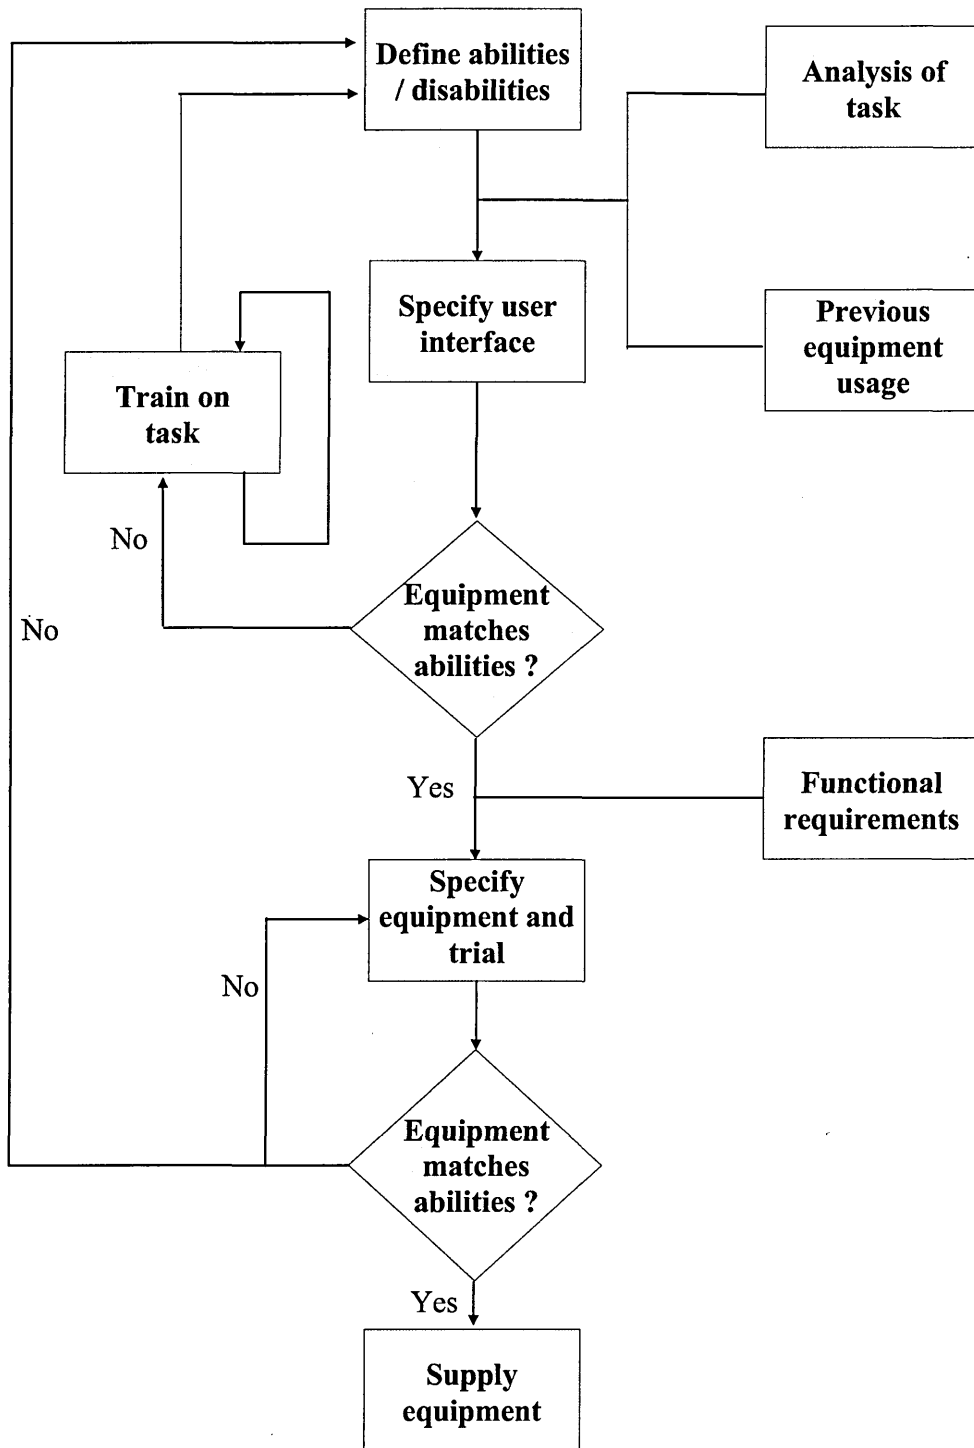 Define abilities
/ disabilities
Analysis of
task
Specify user
interface
Previous
equipment
usage
Train on
task
No
Equipment
matches
abilities ?
No
Yes
Functional
requirements
Specify
equipment and
trial
No
Equipment
matches
abilities ?
Yes
Supply
equipment